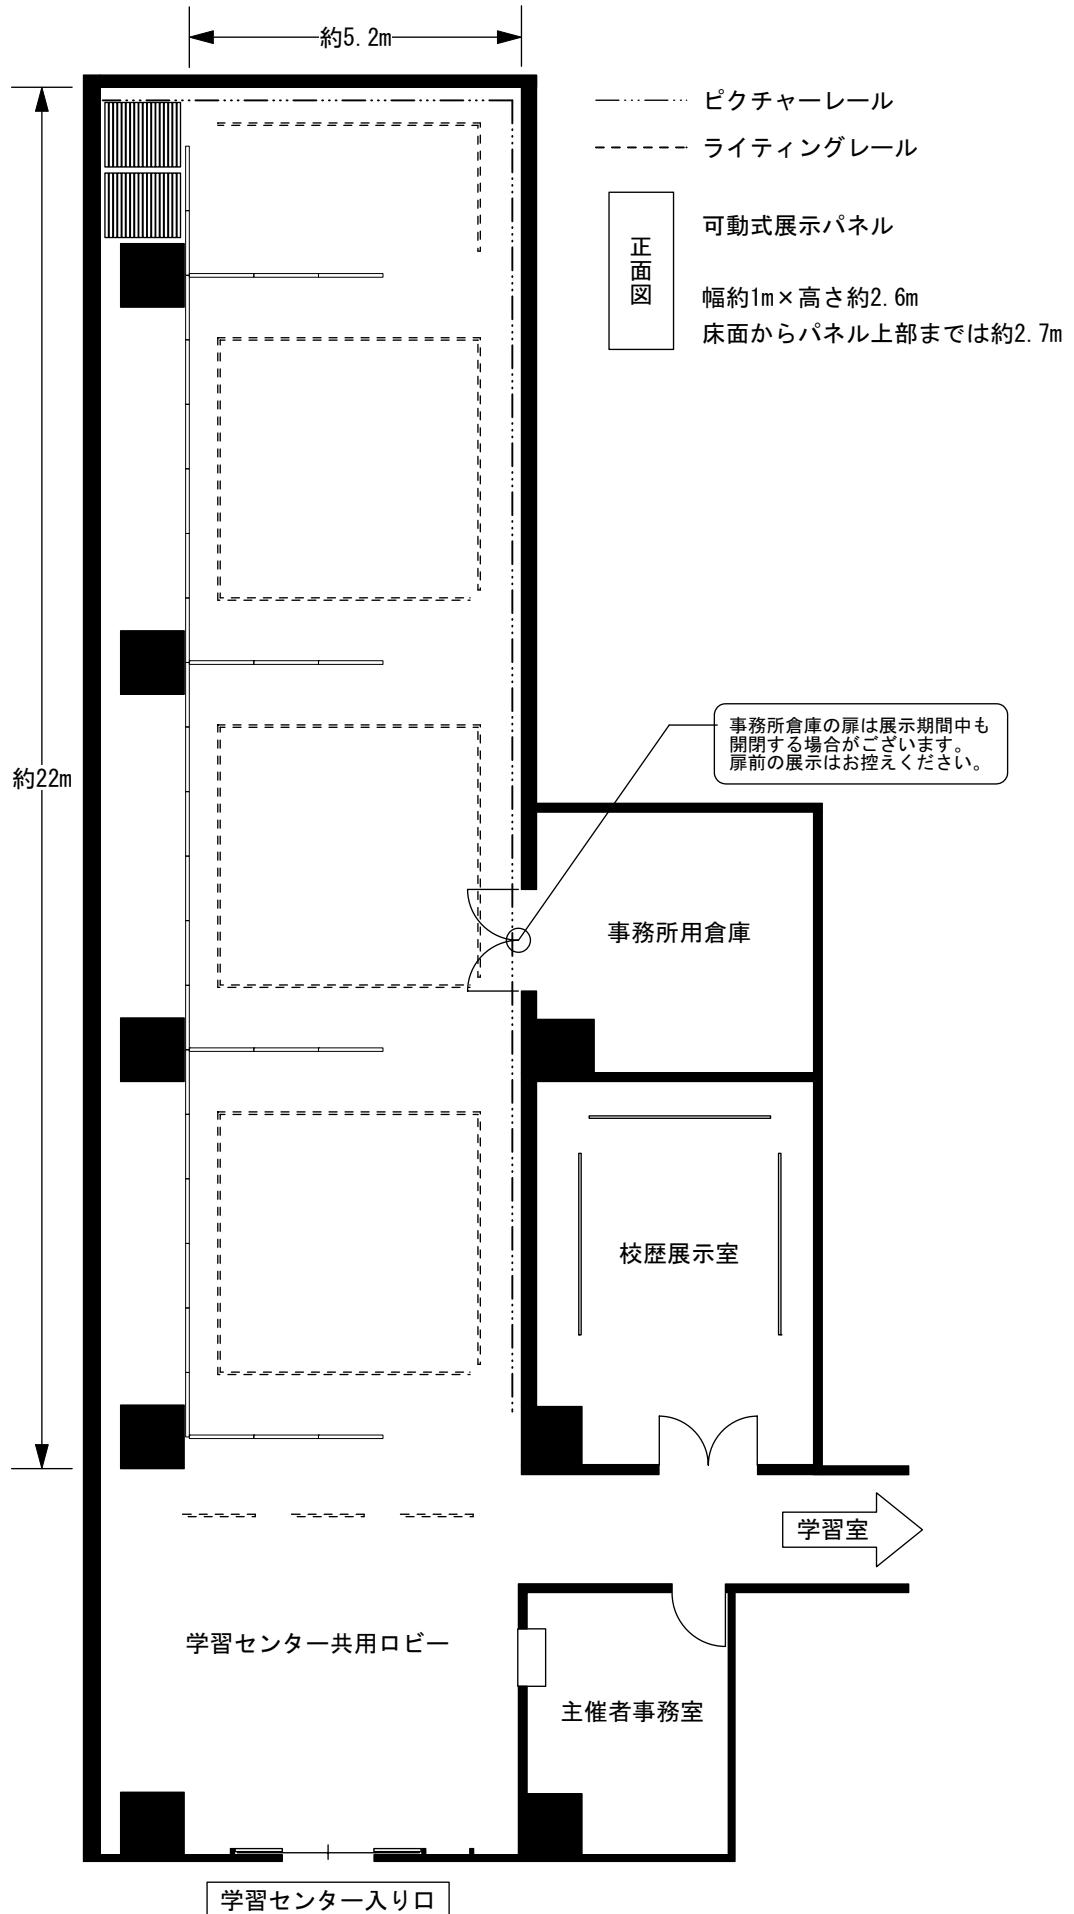 約5.2m
ピクチャーレール
ライティングレール
正面図
可動式展示パネル
幅約1m×高さ約2.6m
床面からパネル上部までは約2.7m
約22m
事務所倉庫の扉は展示期間中も
開閉する場合がございます。
扉前の展示はお控えください。
事務所用倉庫
校歴展示室
学習室
学習センター共用ロビー
主催者事務室
学習センター入り口